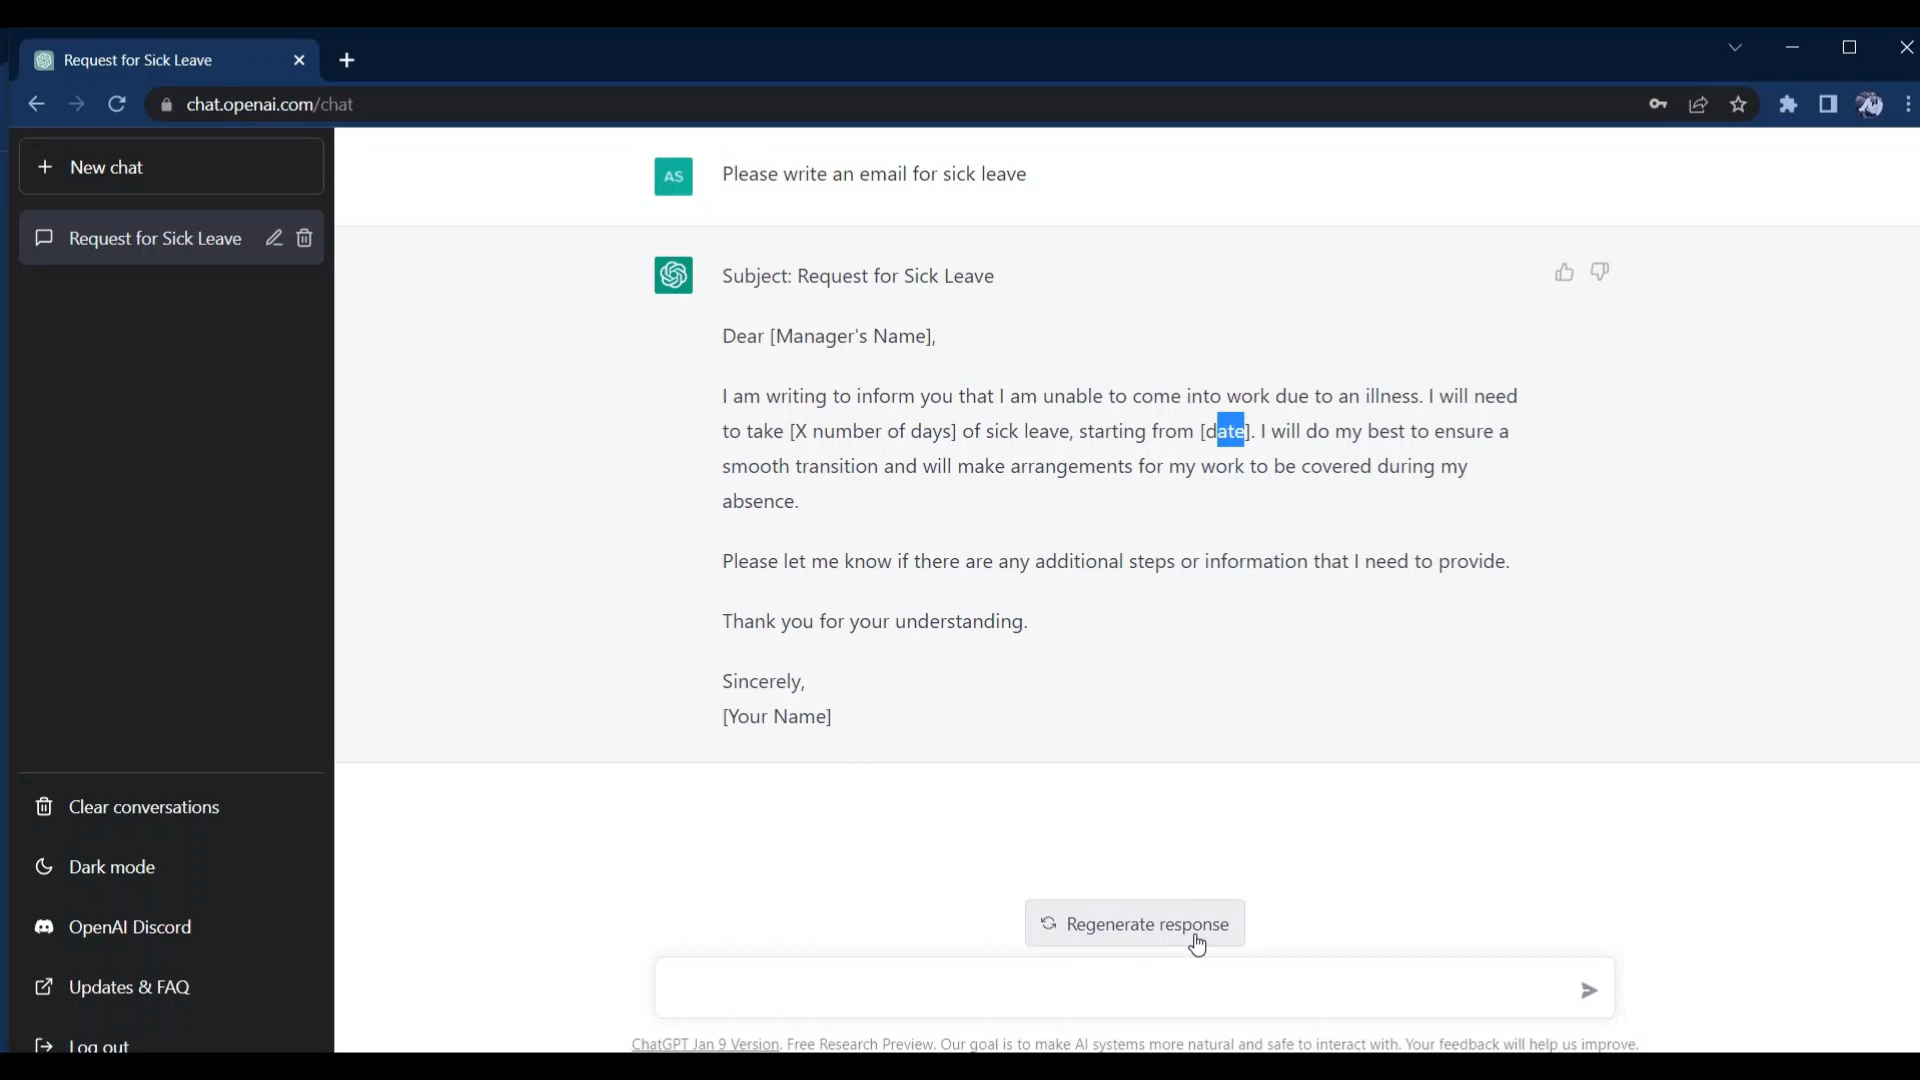 Request for Sick Leave
chat.openai.com/chat
New chat
Request for Sick Leave
Clear conversations
Dark mode
OpenAI Discord
Updates & FAQ
Log out
AS
Please write an email for sick leave
Subject: Request for Sick Leave
Dear [Manager's Name],
I am writing to inform you that I am unable to come into work due to an illness. I will need
to take [X number of days] of sick leave, starting from [date]. I will do my best to ensure a
smooth transition and will make arrangements for my work to be covered during my
absence.
Please let me know if there are any additional steps or information that I need to provide.
Thank you for your understanding.
Sincerely,
[Your Name]
Regenerate response
ChatGPT Jan 9 Version. Free Research Preview. Our goal is to make AI systems more natural and safe to interact with. Your feedback will help us improve.